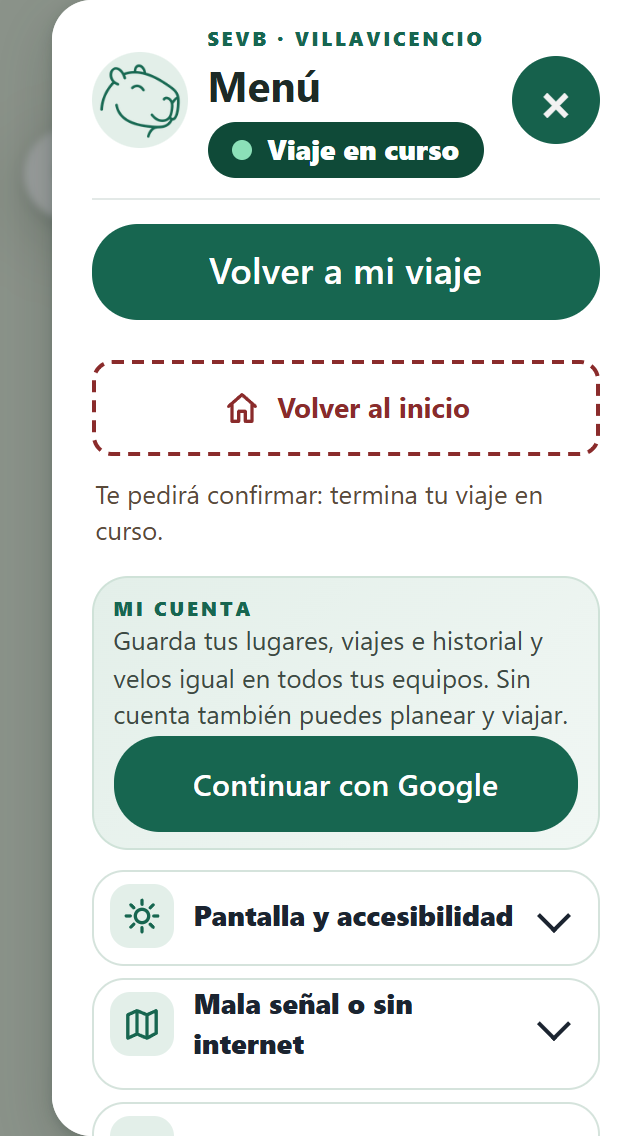 SEVB · VILLAVICENCIO
Menú
Viaje en curso
Volver a mi viaje
Volver al inicio
Te pedirá confirmar: termina tu viaje en
curso.
MI CUENTA
Guarda tus lugares, viajes e historial y
velos igual en todos tus equipos. Sin
cuenta también puedes planear y viajar.
Continuar con Google
Pantalla y accesibilidad
Mala señal o sin
internet